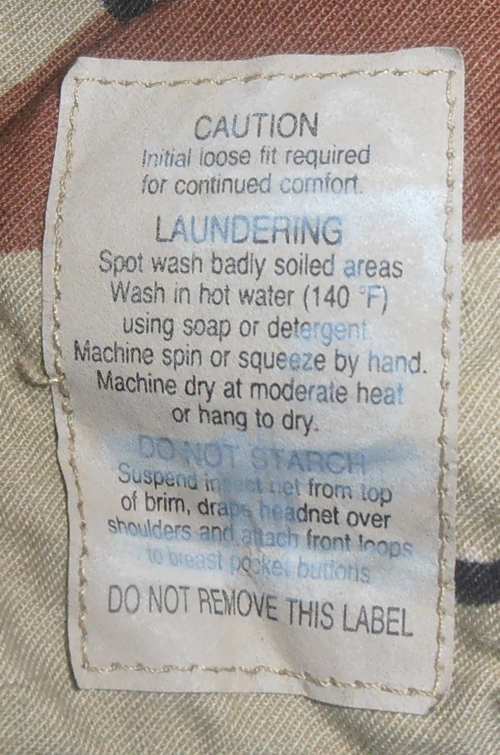 CAUTION
Initial loose fit required
for continued comfort.
LAUNDERING
Spot wash badly soiled areas
Wash in hot water (140 °F)
using soap or detergent.
Machine spin or squeeze by hand.
Machine dry at moderate heat
or hang to dry.
DO NOT STARCH
Suspend insect net from top
of brim, drape headnet over
shoulders and attach front loops
to breast pocket buttons
DO NOT REMOVE THIS LABEL